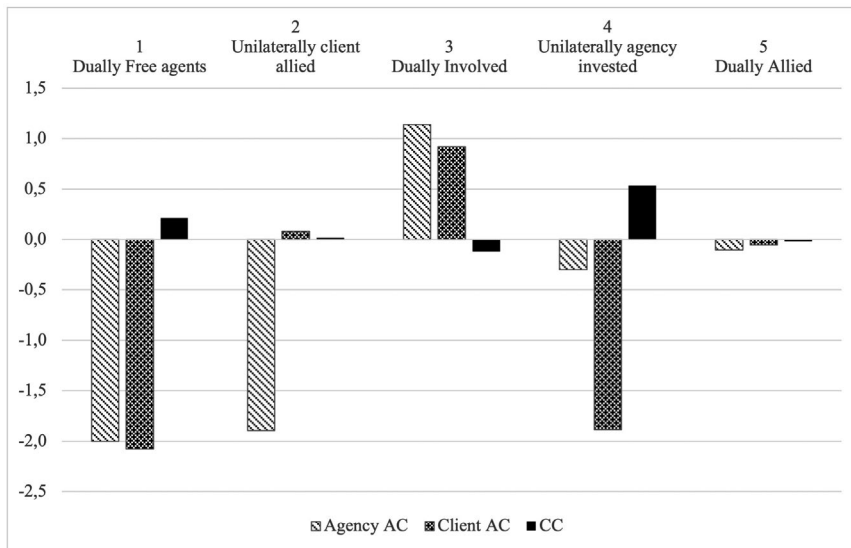 1
Dually Free agents
2
Unilaterally client
allied
3
Dually Involved
4
Unilaterally agency
invested
5
Dually Allied
1,5
1,0
0,5
0,0
-0,5
-1,0
-1,5
-2,0
-2,5
Agency AC Client AC CC